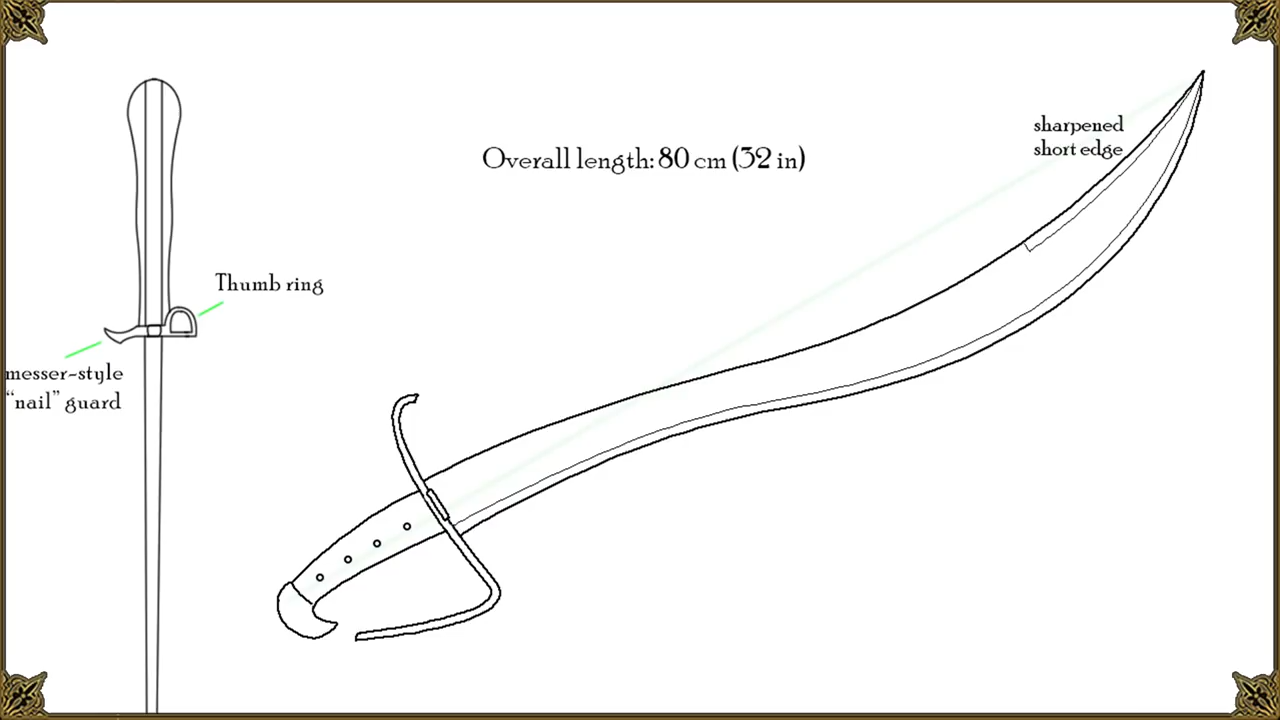 Overall length: 80 cm (32 in)
sharpened
short edge
Thumb ring
messer-style
"nail" guard